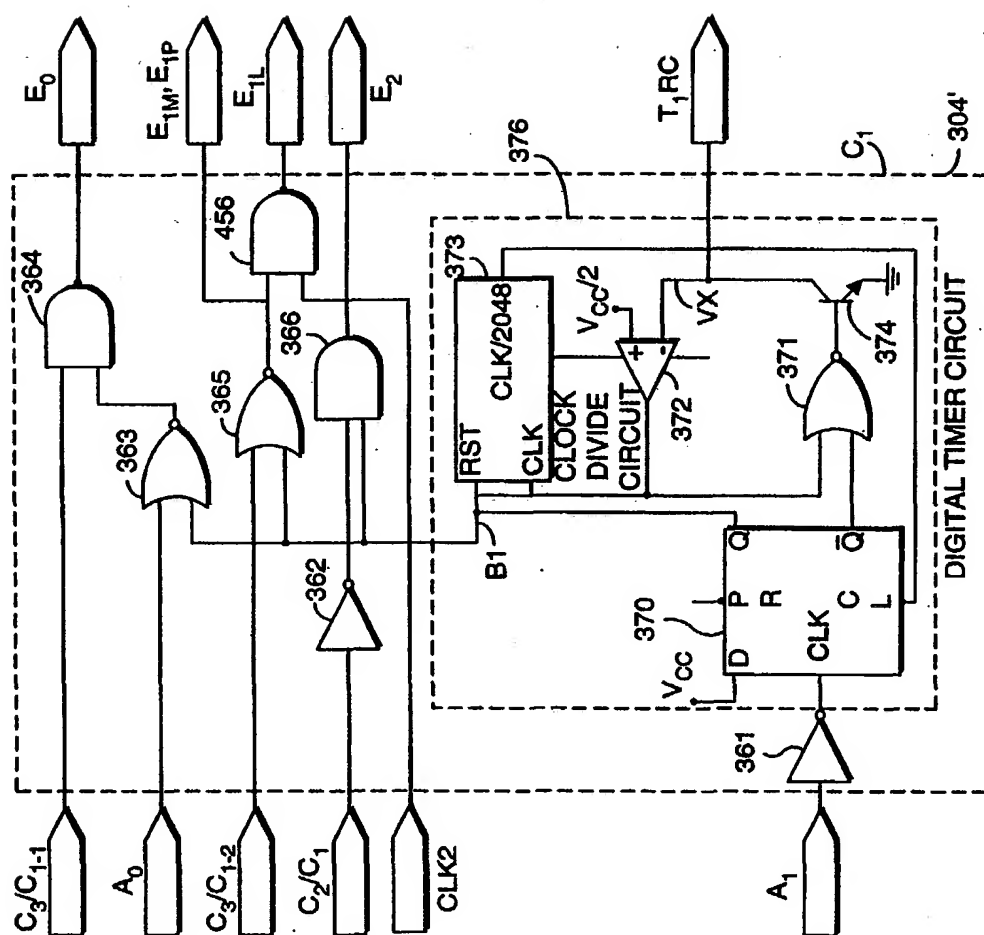 E0
E1M, E1P
E1L
E2
T1RC
364
456
366
376
373
C1
304'
363
365
362
RST
CLK/2048
CLK
CLOCK
DIVIDE
CIRCUIT
VCC/2
+
-
VX
372
371
374
B1
370
VCC
D
P
Q
R
CLK
C
Q̅
L
361
DIGITAL TIMER CIRCUIT
C3/C1-1
A0
C3/C1-2
C2/C1
CLK2
A1